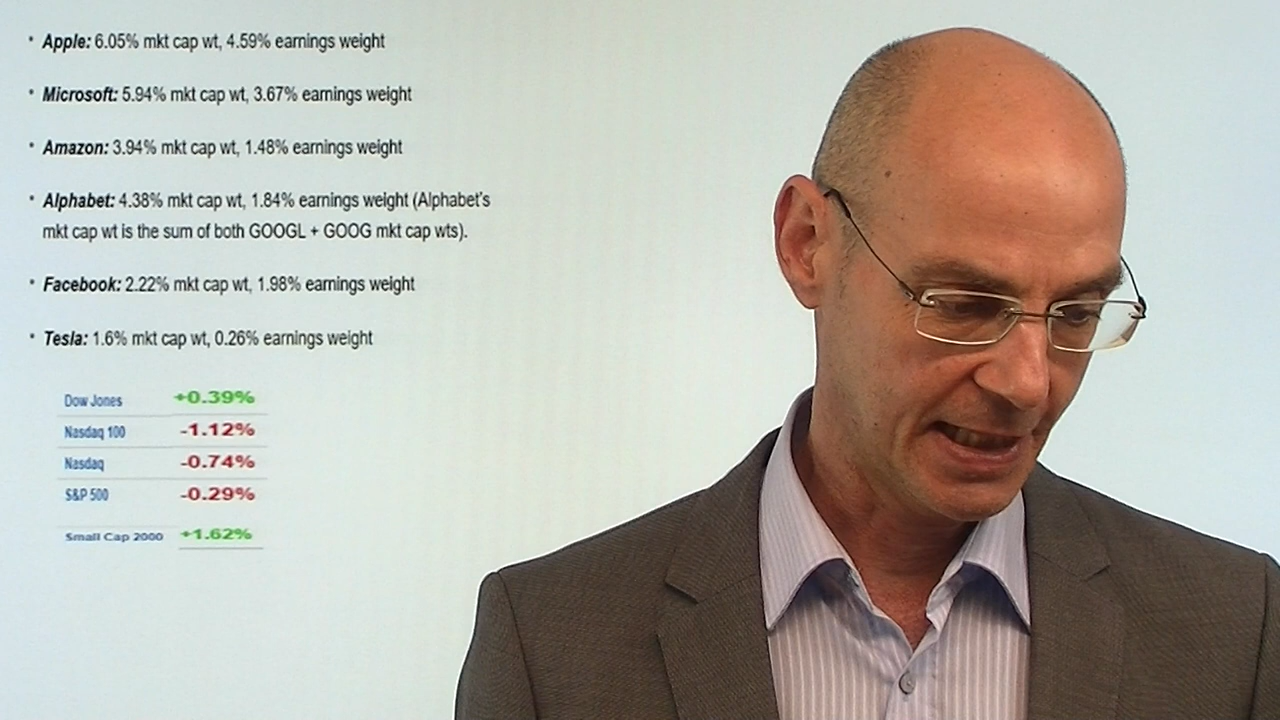 * Apple: 6.05% mkt cap wt, 4.59% earnings weight
* Microsoft: 5.94% mkt cap wt, 3.67% earnings weight
* Amazon: 3.94% mkt cap wt, 1.48% earnings weight
* Alphabet: 4.38% mkt cap wt, 1.84% earnings weight (Alphabet's
mkt cap wt is the sum of both GOOGL + GOOG mkt cap wts).
* Facebook: 2.22% mkt cap wt, 1.98% earnings weight
* Tesla: 1.6% mkt cap wt, 0.26% earnings weight
Dow Jones +0.39%
Nasdaq 100 -1.12%
Nasdaq -0.74%
S&P 500 -0.29%
Small Cap 2000 +1.62%